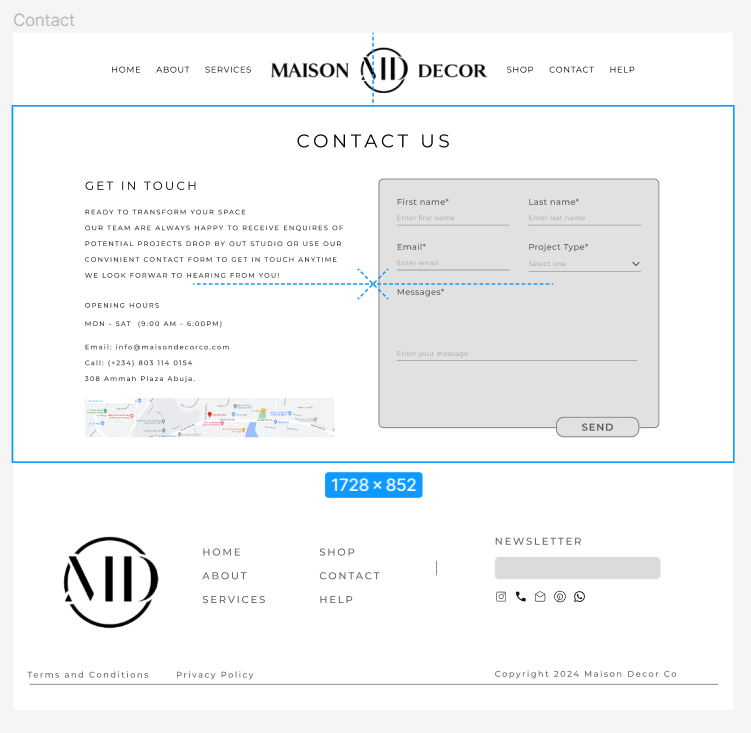 Contact
HOME ABOUT SERVICES MAISON MD DECOR SHOP CONTACT HELP
CONTACT US
GET IN TOUCH
READY TO TRANSFORM YOUR SPACE
OUR TEAM ARE ALWAYS HAPPY TO RECEIVE ENQUIRES OF
POTENTIAL PROJECTS DROP BY OUT STUDIO OR USE OUR
CONVINIENT CONTACT FORM TO GET IN TOUCH ANYTIME
WE LOOK FORWAR TO HEARING FROM YOU!
OPENING HOURS
MON - SAT (9:00 AM - 6:00PM)
Email: info@maisondecorco.com
Call: (+234) 803 114 0154
308 Ammah Plaza Abuja.
First name*
Enter first name
Last name*
Enter last name
Email*
Enter email
Project Type*
Select one
Messages*
Enter your message
SEND
1728 × 852
MD
HOME
ABOUT
SERVICES
SHOP
CONTACT
HELP
NEWSLETTER
Terms and Conditions Privacy Policy Copyright 2024 Maison Decor Co